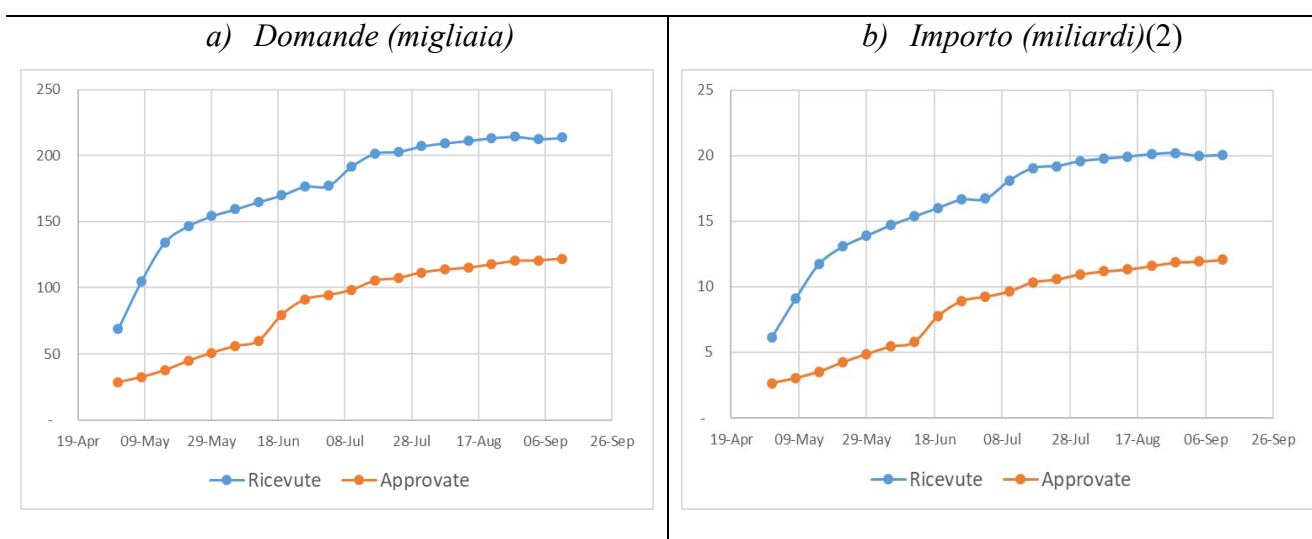 a) Domande (migliaia)
250
200
150
100
50
-
19-Apr 09-May 29-May 18-Jun 08-Jul 28-Jul 17-Aug 06-Sep 26-Sep
Ricevute Approvate
b) Importo (miliardi)(2)
25
20
15
10
5
-
19-Apr 09-May 29-May 18-Jun 08-Jul 28-Jul 17-Aug 06-Sep 26-Sep
Ricevute Approvate